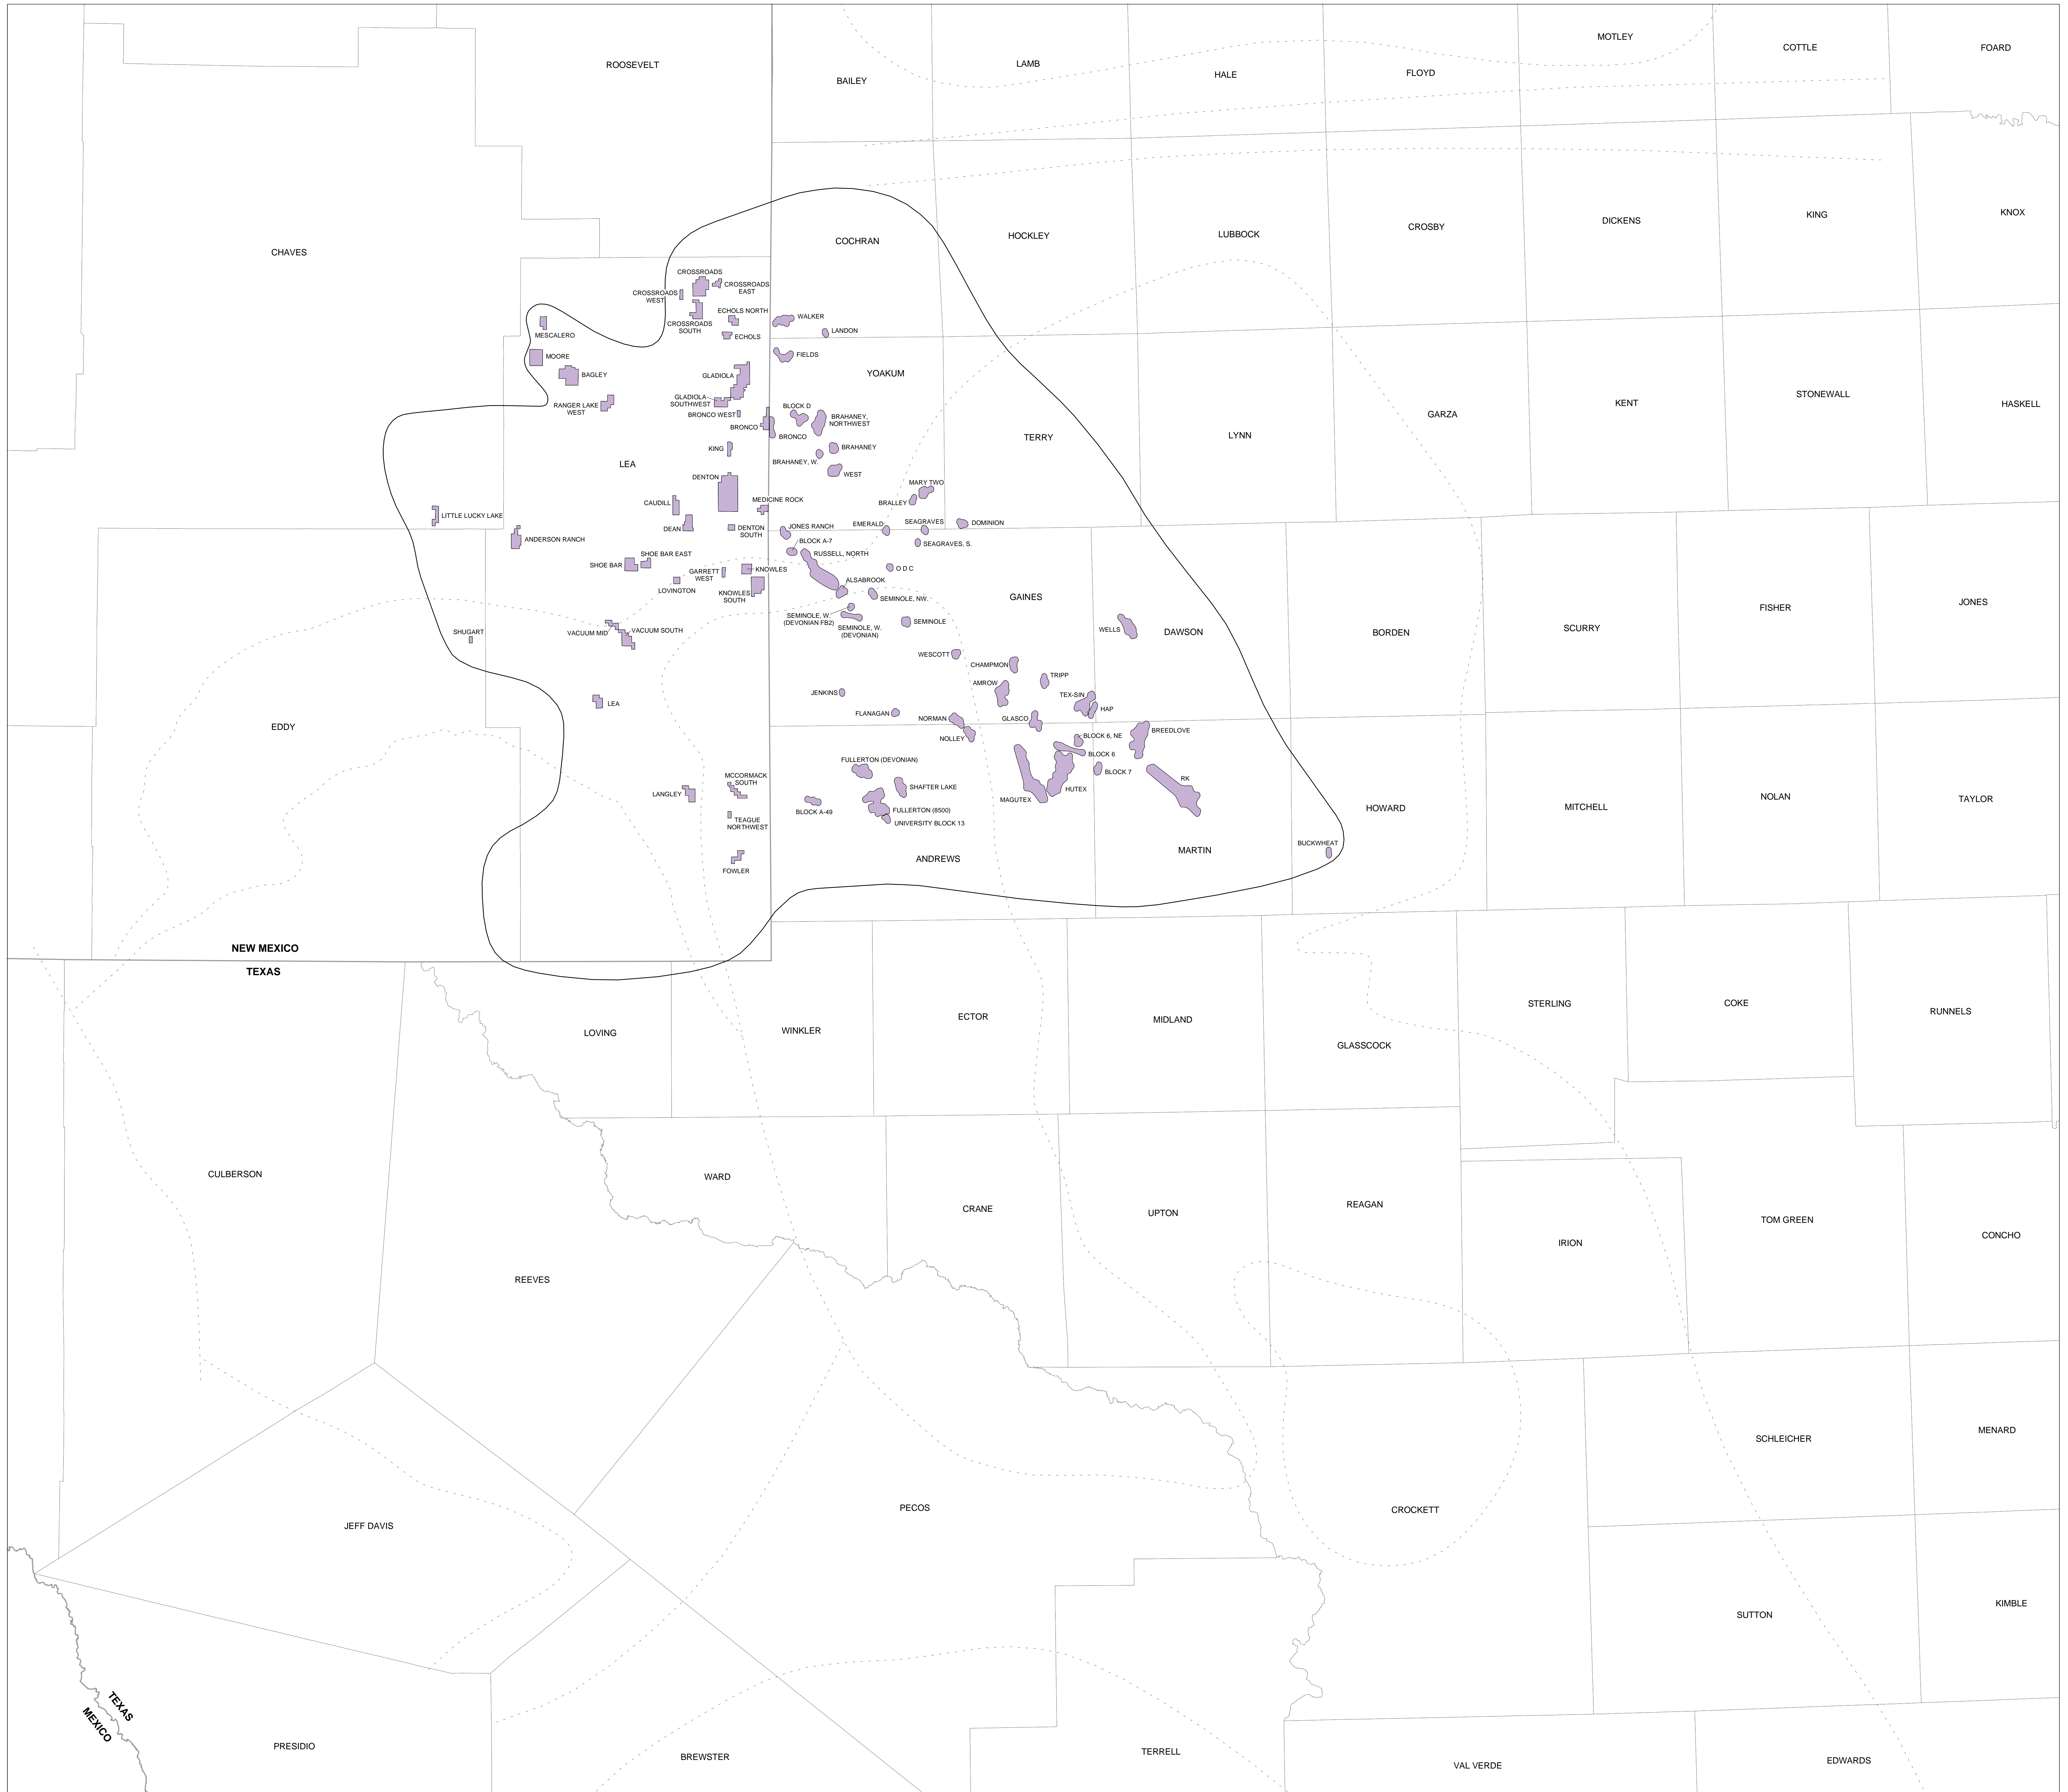 MOTLEY
COTTLE
FOARD
ROOSEVELT
LAMB
BAILEY
HALE
FLOYD
CHAVES
COCHRAN
HOCKLEY
LUBBOCK
CROSBY
DICKENS
KING
KNOX
CROSSROADS
CROSSROADS
EAST
CROSSROADS
WEST
CROSSROADS
SOUTH
ECHOLS NORTH
ECHOLS
WALKER
LANDON
MESCALERO
MOORE
BAGLEY
RANGER LAKE
WEST
FIELDS
YOAKUM
GLADIOLA
GLADIOLA
SOUTHWEST
BRONCO WEST
BRONCO
BRONCO
BLOCK D
BRAHANEY,
NORTHWEST
BRAHANEY
BRAHANEY, W.
WEST
KING
LEA
TERRY
LYNN
GARZA
KENT
STONEWALL
HASKELL
DENTON
MEDICINE ROCK
CAUDILL
DEAN
DENTON
SOUTH
MARY TWO
BRALLEY
LITTLE LUCKY LAKE
ANDERSON RANCH
JONES RANCH
EMERALD
SEAGRAVES
DOMINION
SEAGRAVES, S.
BLOCK A-7
RUSSELL, NORTH
O D C
SHOE BAR EAST
SHOE BAR
GARRETT
WEST
KNOWLES
LOVINGTON
KNOWLES
SOUTH
ALSABROOK
SEMINOLE, NW.
SEMINOLE, W.
(DEVONIAN FB2)
SEMINOLE, W.
(DEVONIAN)
SEMINOLE
GAINES
WELLS
DAWSON
BORDEN
SCURRY
FISHER
JONES
SHUGART
VACUUM MID
VACUUM SOUTH
WESCOTT
CHAMPMON
TRIPP
AMROW
TEX-SIN
HAP
JENKINS
FLANAGAN
NORMAN
NOLLEY
GLASCO
LEA
EDDY
BLOCK 6, NE
BLOCK 6
BREEDLOVE
BLOCK 7
RK
FULLERTON (DEVONIAN)
SHAFTER LAKE
MAGUTEX
HUTEX
FULLERTON (8500)
UNIVERSITY BLOCK 13
BLOCK A-49
MCCORMACK
SOUTH
LANGLEY
TEAGUE
NORTHWEST
FOWLER
ANDREWS
MARTIN
BUCKWHEAT
HOWARD
MITCHELL
NOLAN
TAYLOR
NEW MEXICO
TEXAS
LOVING
WINKLER
ECTOR
MIDLAND
GLASSCOCK
STERLING
COKE
RUNNELS
CULBERSON
WARD
CRANE
UPTON
REAGAN
IRION
TOM GREEN
CONCHO
REEVES
SCHLEICHER
MENARD
JEFF DAVIS
PECOS
CROCKETT
SUTTON
KIMBLE
TEXAS
MEXICO
PRESIDIO
BREWSTER
TERRELL
VAL VERDE
EDWARDS